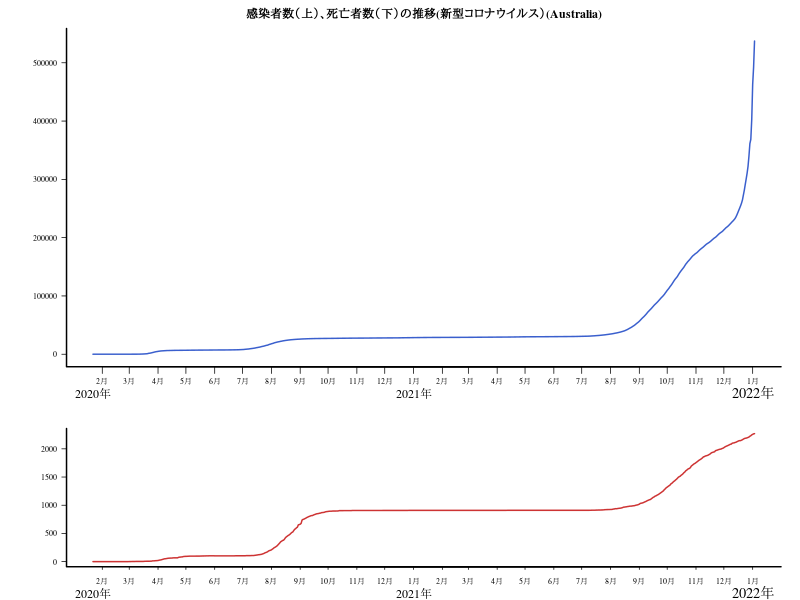 感染者数（上）、死亡者数（下）の推移(新型コロナウイルス）(Australia)
500000
400000
300000
200000
100000
0
2月 3月 4月 5月 6月 7月 8月 9月 10月 11月 12月 1月 2月 3月 4月 5月 6月 7月 8月 9月 10月 11月 12月 1月
2020年 2021年 2022年
2000
1500
1000
500
0
2月 3月 4月 5月 6月 7月 8月 9月 10月 11月 12月 1月 2月 3月 4月 5月 6月 7月 8月 9月 10月 11月 12月 1月
2020年 2021年 2022年